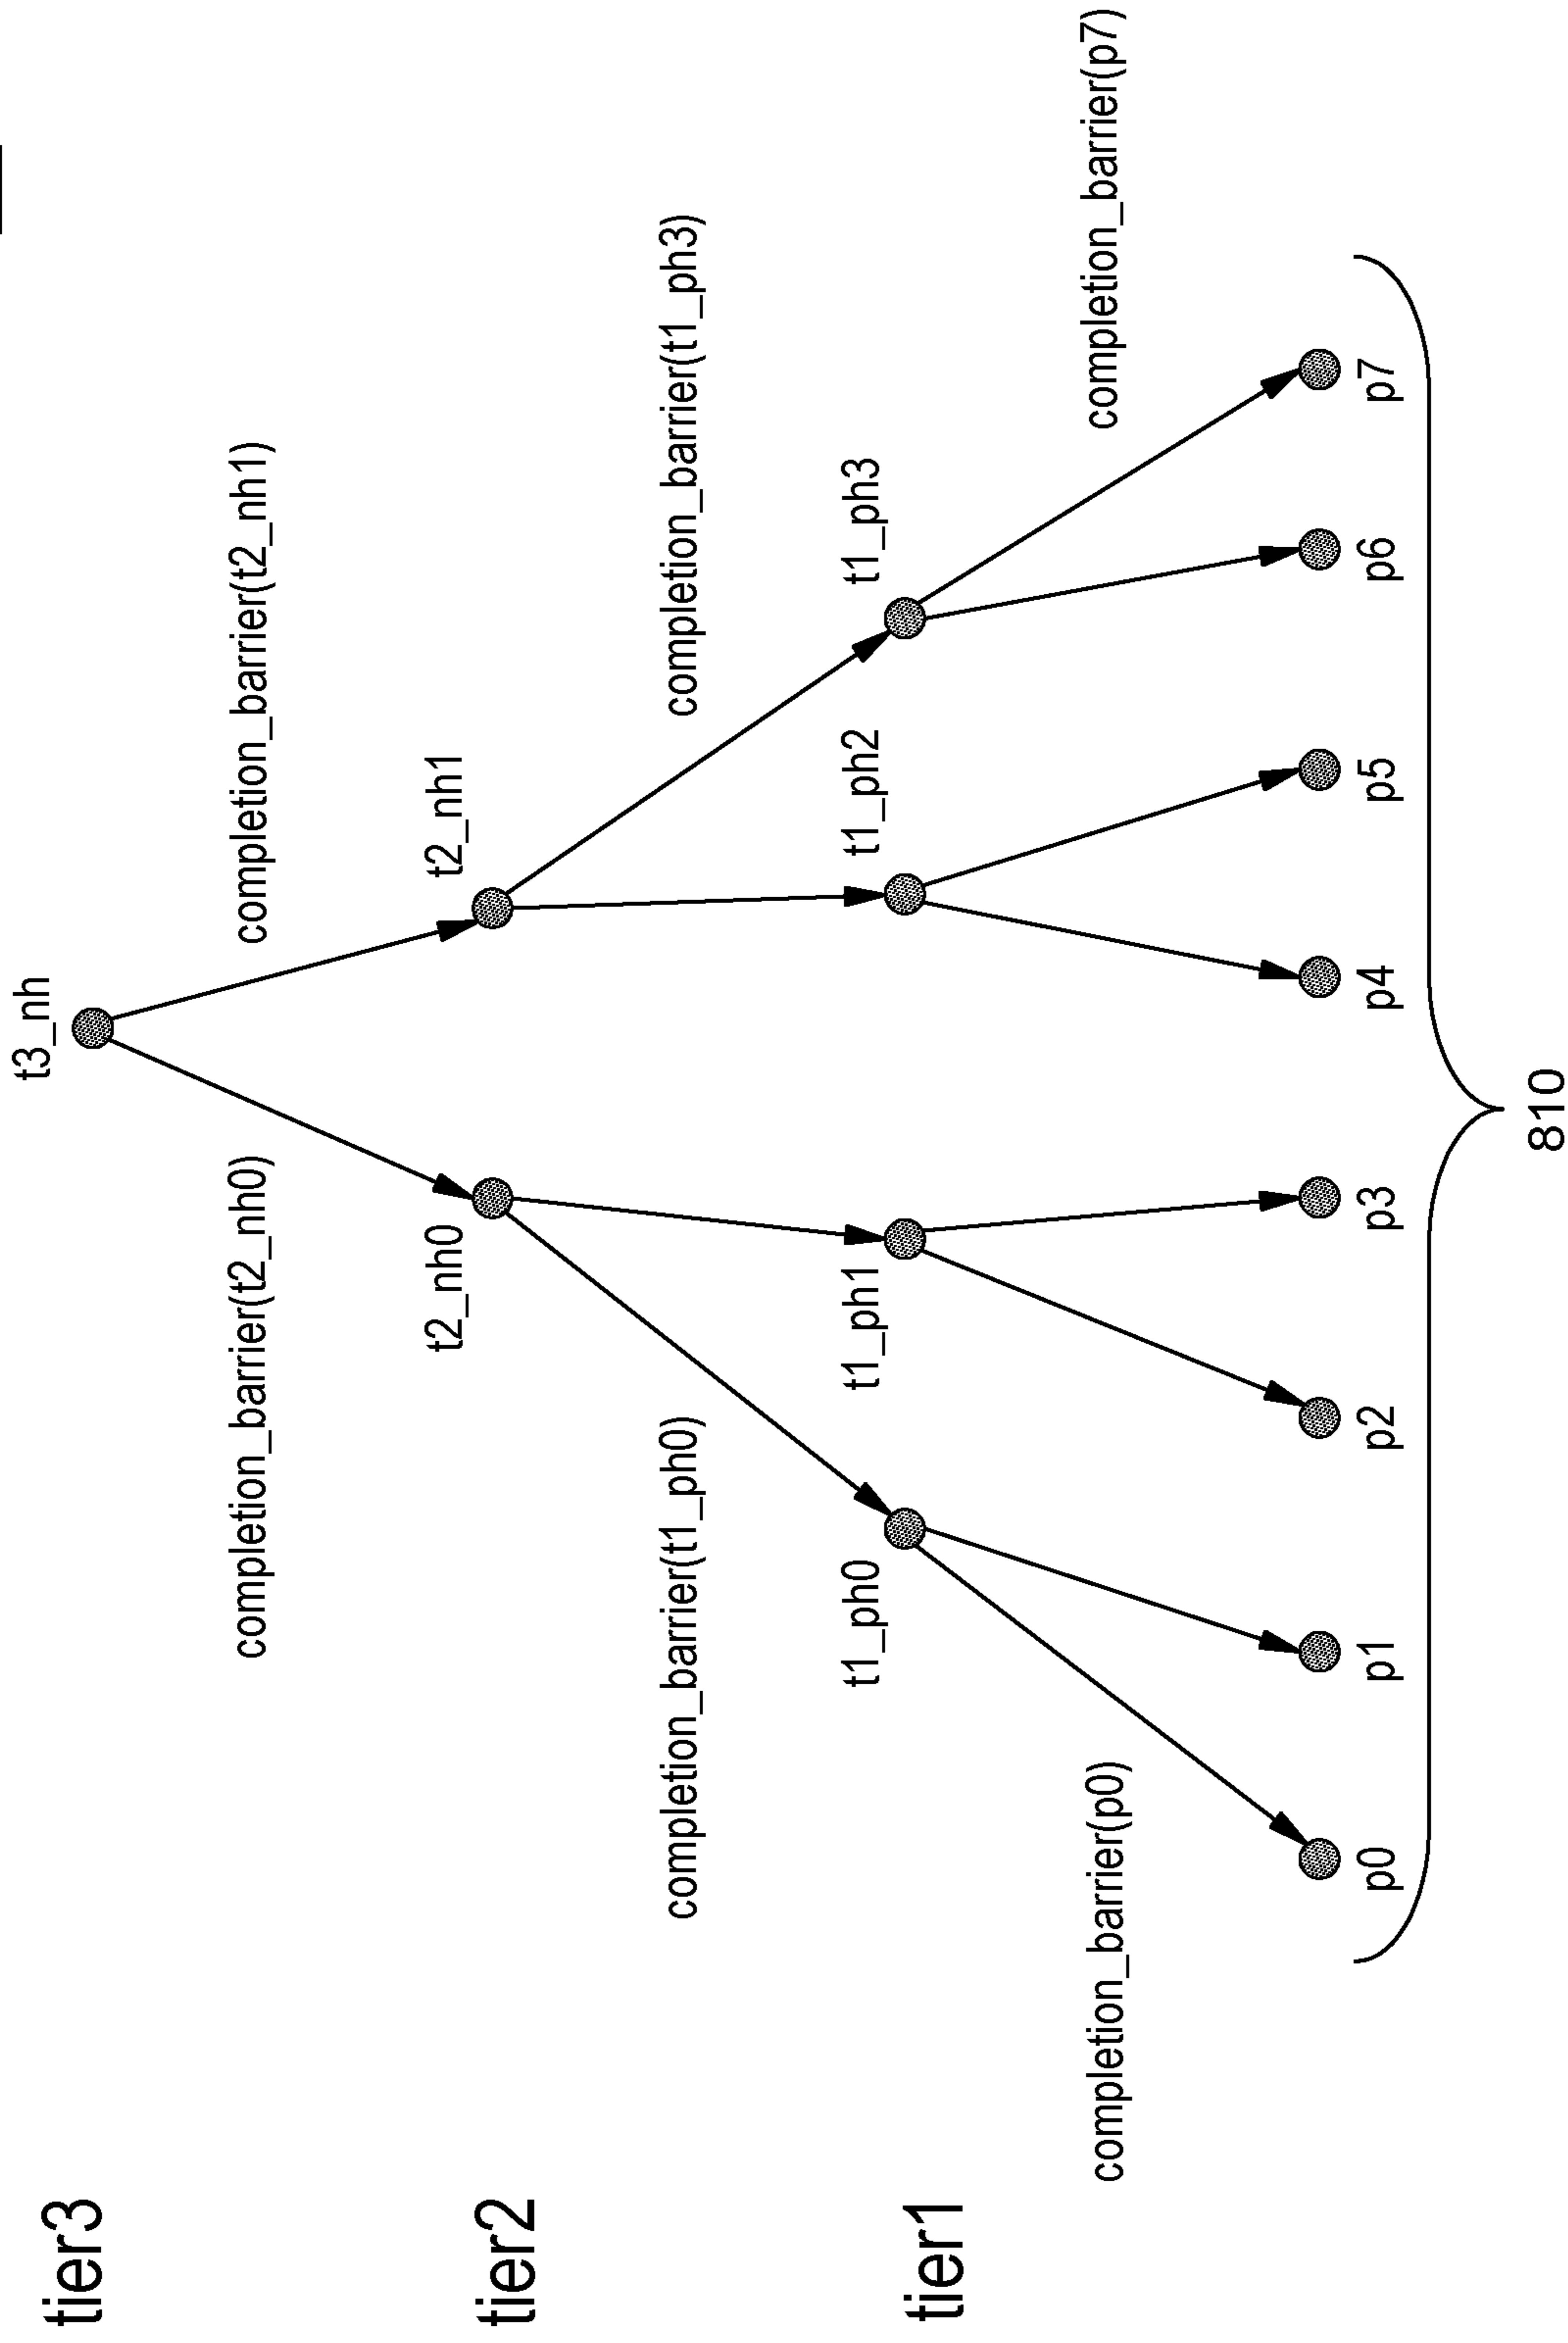 tier3
t3_nh
completion_barrier(t2_nh0)
completion_barrier(t2_nh1)
tier2
t2_nh0
t2_nh1
completion_barrier(t1_ph0)
completion_barrier(t1_ph3)
tier1
t1_ph0
t1_ph1
t1_ph2
t1_ph3
completion_barrier(p0)
completion_barrier(p7)
p0
p1
p2
p3
p4
p5
p6
p7
810